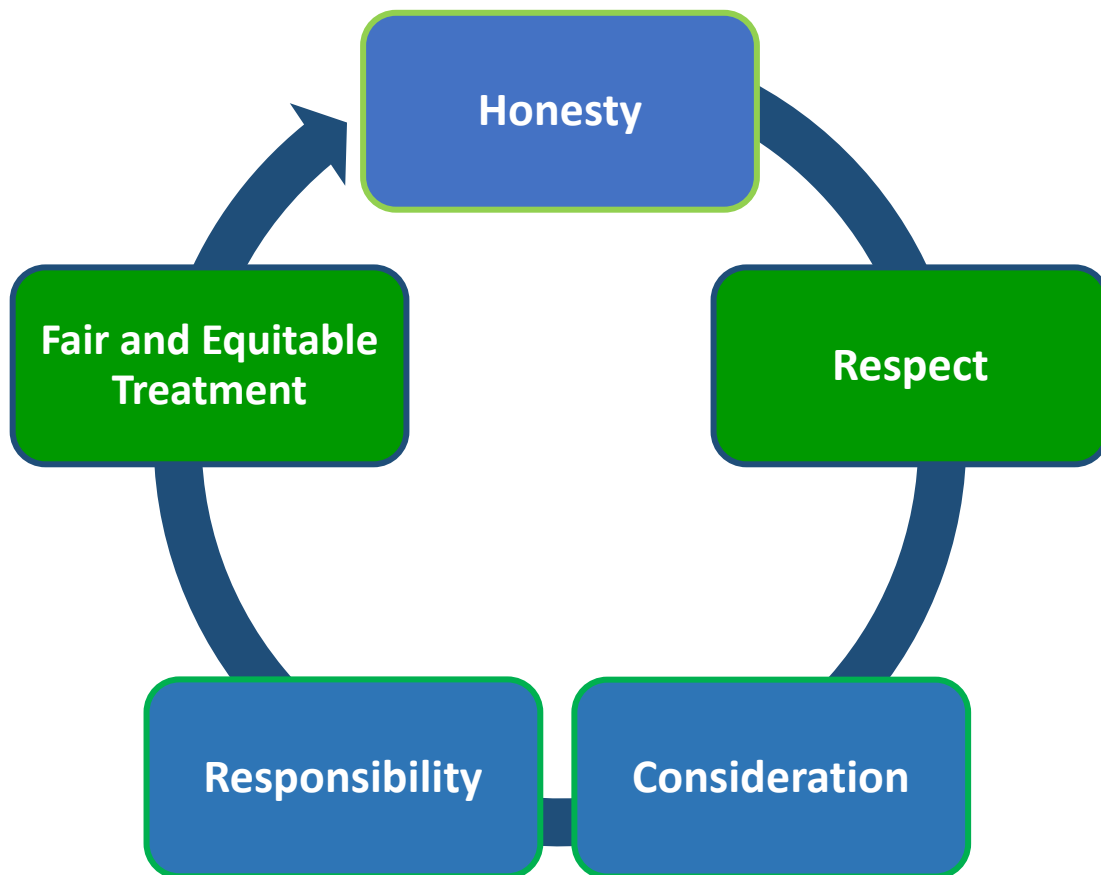 Honesty
Respect
Consideration
Responsibility
Fair and Equitable
Treatment